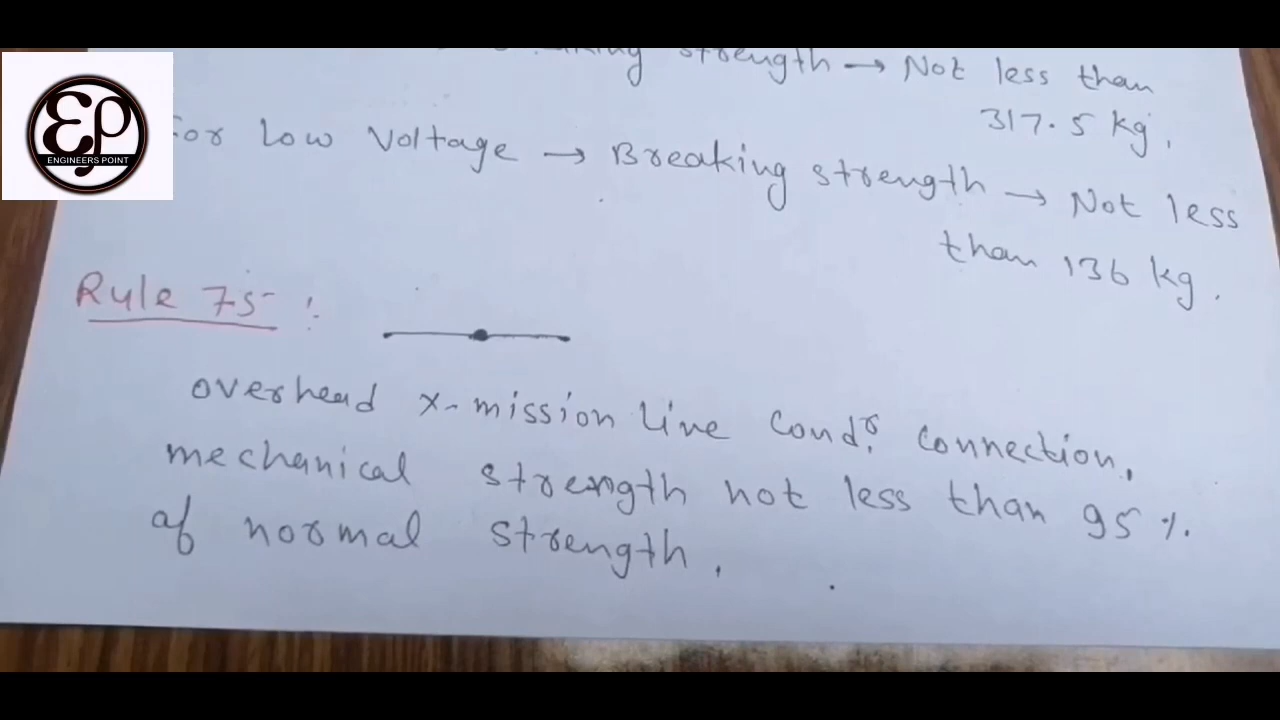 strength → Not less than
317.5 kg.
For Low Voltage → Breaking strength → Not less
than 136 kg.
Rule 75 :
overhead x-mission Line Condr. connection,
mechanical strength not less than 95 %.
of normal strength.
EP
ENGINEERS POINT